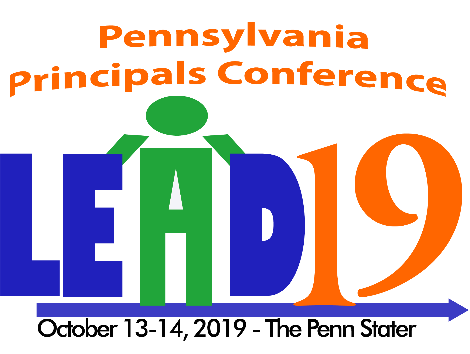 Pennsylvania
Principals Conference
LEAD19
October 13-14, 2019 - The Penn Stater